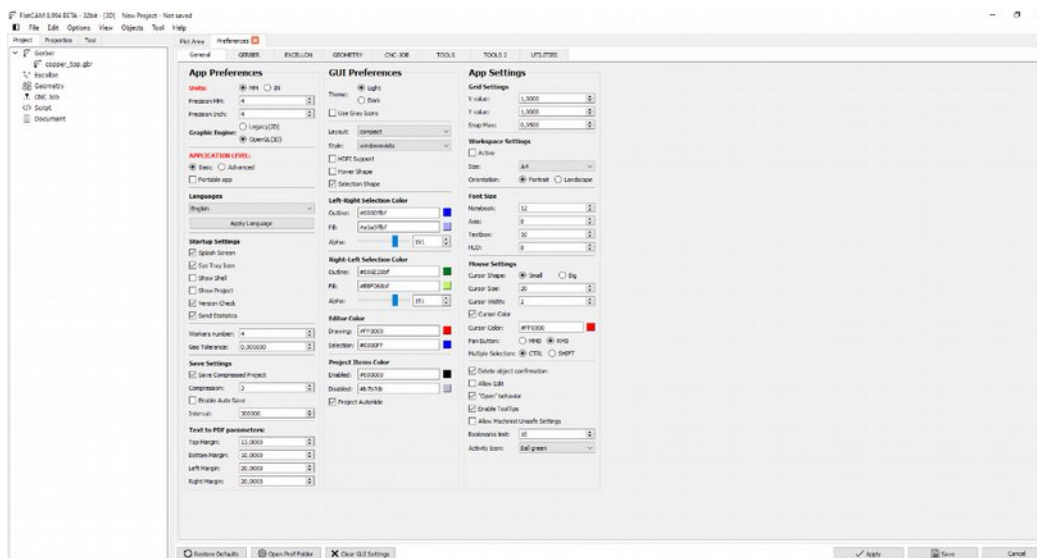 FlatCAM 8.994 BETA - 32bit - [3D]    New Project - Not saved
File Edit Options View Objects Tool Help
Project Properties Tool
Gerber
copper_top.gbr
Excellon
Geometry
CNC Job
Script
Document
Plot Area Preferences
General GERBER EXCELLON GEOMETRY CNC-JOB TOOLS TOOLS 2 UTILITIES
App Preferences
Units: MM IN
Precision MM: 4
Precision Inch: 4
Graphic Engine: Legacy(2D)
OpenGL(3D)
APPLICATION LEVEL:
Basic Advanced
Portable app
Languages
English
Apply Language
Startup Settings
Splash Screen
Sys Tray Icon
Show Shell
Show Project
Version Check
Send Statistics
Workers number: 4
Geo Tolerance:
Save Settings
Save Compressed Project
Compression: 3
Enable Auto Save
Interval: 300000
Text to PDF parameters:
Top Margin: 15,0000
Bottom Margin: 10,0000
Left Margin: 20,0000
Right Margin: 20,0000
GUI Preferences
Theme: Light
Dark
Use Gray Icons
Layout: compact
Style: windowsvista
HDPI Support
Hover Shape
Selection Shape
Left-Right Selection Color
Outline: #0000ffbf
Fill: #a5a5ffbf
Alpha: 191
Right-Left Selection Color
Outline:
Fill:
Alpha: 191
Editor Color
Drawing: #FF0000
Selection: #0000FF
Project Items Color
Enabled: #000000
Disabled: #b7b7cb
Project AutoHide
App Settings
Grid Settings
X value: 1,0000
Y value: 1,0000
Snap Max: 0,0500
Workspace Settings
Active
Size: A4
Orientation: Portrait Landscape
Font Size
Notebook: 12
Axis: 8
Textbox: 10
HUD: 8
Mouse Settings
Cursor Shape: Small Big
Cursor Size: 20
Cursor Width: 2
Cursor Color
Cursor Color: #FF0000
Pan Button: MMB RMB
Multiple Selection: CTRL SHIFT
Delete object confirmation
Allow Edit
"Open" behavior
Enable ToolTips
Allow Machinist Unsafe Settings
Bookmarks limit: 10
Activity Icon: Ball green
Restore Defaults Open Pref Folder Clear GUI Settings Apply Save Cancel